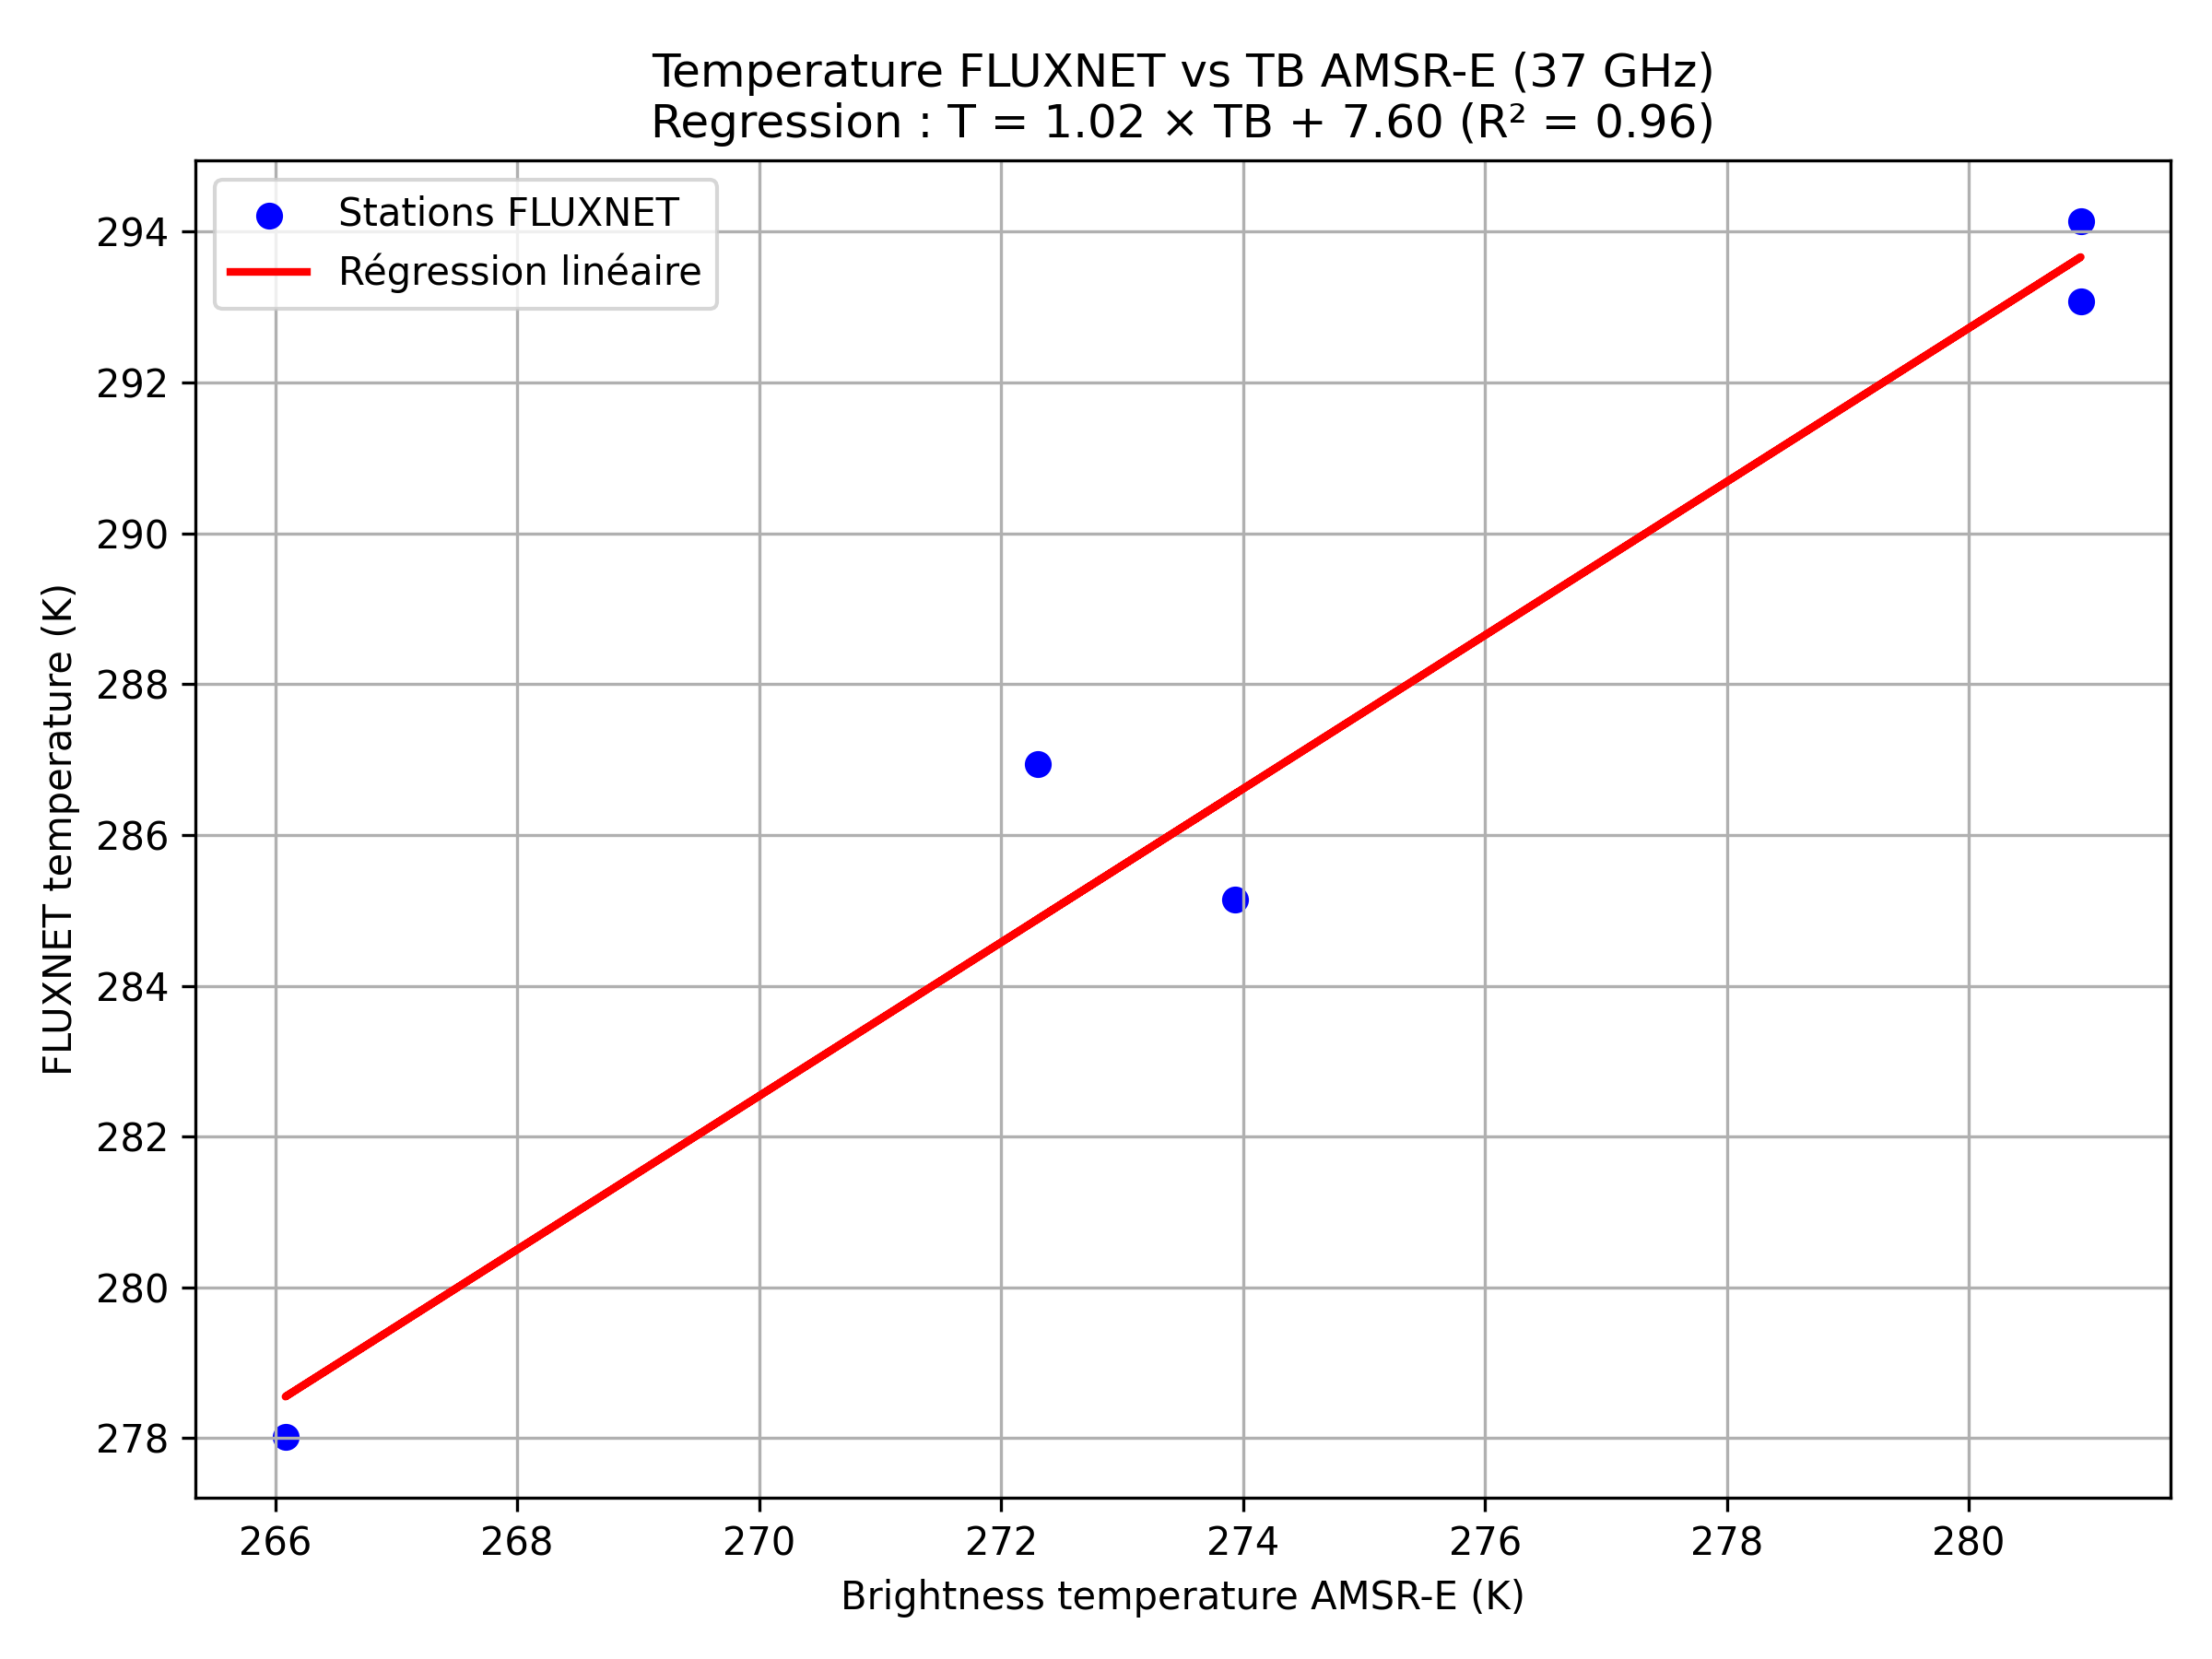 Temperature FLUXNET vs TB AMSR-E (37 GHz)
Regression : T = 1.02 × TB + 7.60 (R² = 0.96)
Stations FLUXNET
Régression linéaire
294
292
290
288
286
284
282
280
278
FLUXNET temperature (K)
266 268 270 272 274 276 278 280
Brightness temperature AMSR-E (K)